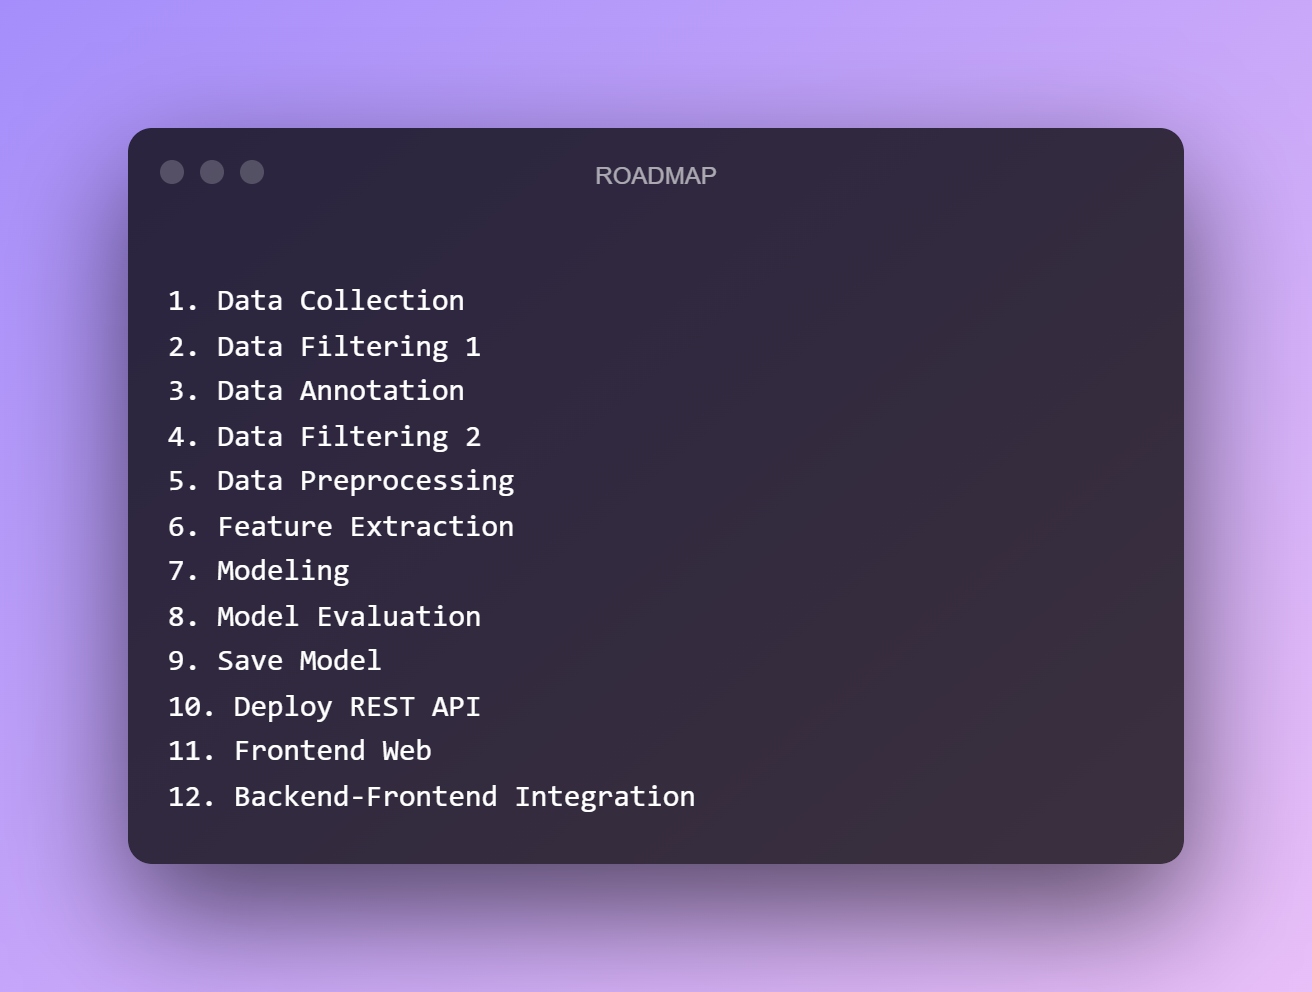 ROADMAP
1. Data Collection
2. Data Filtering 1
3. Data Annotation
4. Data Filtering 2
5. Data Preprocessing
6. Feature Extraction
7. Modeling
8. Model Evaluation
9. Save Model
10. Deploy REST API
11. Frontend Web
12. Backend-Frontend Integration